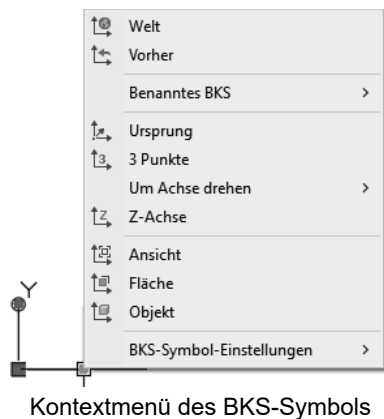 Welt
Vorher
Benanntes BKS
Ursprung
3 Punkte
Um Achse drehen
Z-Achse
Ansicht
Fläche
Objekt
BKS-Symbol-Einstellungen
Y
Kontextmenü des BKS-Symbols